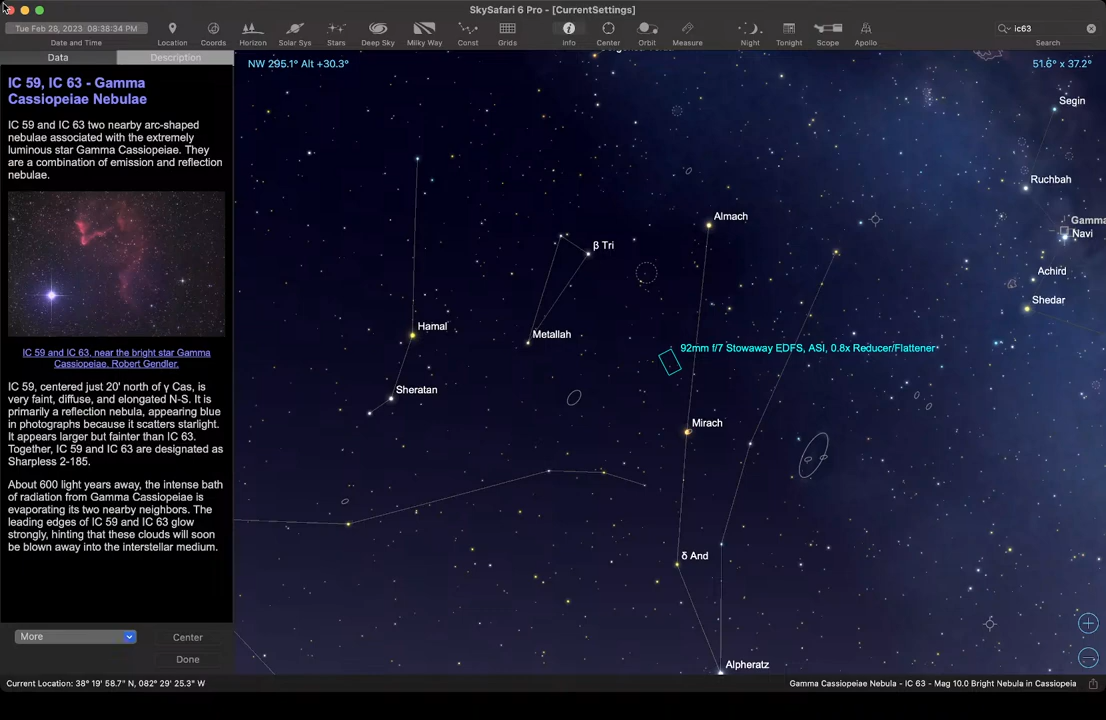 SkySafari 6 Pro - [CurrentSettings]
Tue Feb 28, 2023 08:38:34 PM
ic63
Date and Time
Location
Coords
Horizon
Solar Sys
Stars
Deep Sky
Milky Way
Const
Grids
Info
Center
Orbit
Measure
Night
Tonight
Scope
Apollo
Search
Data
Description
IC 59, IC 63 - Gamma
Cassiopeiae Nebulae
IC 59 and IC 63 two nearby arc-shaped
nebulae associated with the extremely
luminous star Gamma Cassiopeiae. They
are a combination of emission and reflection
nebulae.
IC 59 and IC 63, near the bright star Gamma
Cassiopeiae. Robert Gendler.
IC 59, centered just 20' north of γ Cas, is
very faint, diffuse, and elongated N-S. It is
primarily a reflection nebula, appearing blue
in photographs because it scatters starlight.
It appears larger but fainter than IC 63.
Together, IC 59 and IC 63 are designated as
Sharpless 2-185.
About 600 light years away, the intense bath
of radiation from Gamma Cassiopeiae is
evaporating its two nearby neighbors. The
leading edges of IC 59 and IC 63 glow
strongly, hinting that these clouds will soon
be blown away into the interstellar medium.
More
Center
Done
NW 295.1° Alt +30.3°
51.6° x 37.2°
Segin
Ruchbah
Almach
Gamma
Navi
β Tri
Achird
Shedar
Hamal
Metallah
92mm f/7 Stowaway EDFS, ASI, 0.8x Reducer/Flattener
Sheratan
Mirach
δ And
Alpheratz
Current Location: 38° 19' 58.7" N, 082° 29' 25.3" W
Gamma Cassiopeiae Nebula - IC 63 - Mag 10.0 Bright Nebula in Cassiopeia